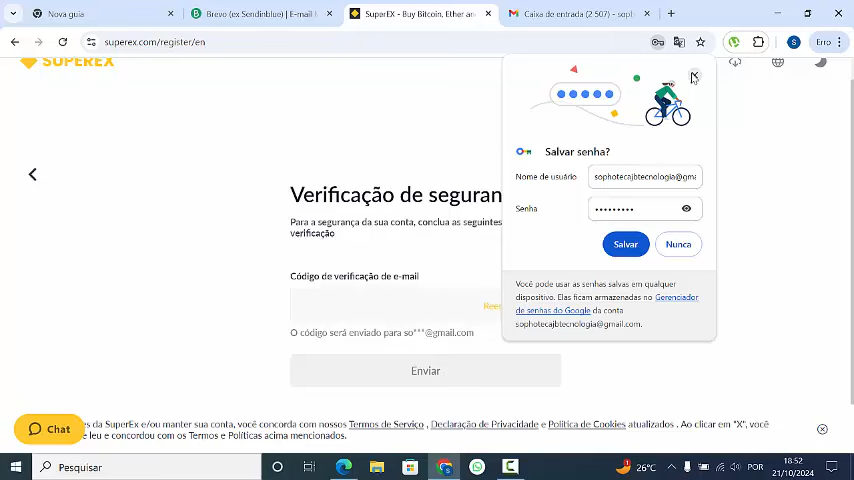 Nova guia
Brevo (ex Sendinblue) | E-mail M
SuperEX - Buy Bitcoin, Ether an
Caixa de entrada (2 507) - soph
superex.com/register/en
S
Erro
SUPEREX
Salvar senha?
Nome de usuário
sophotecajbtecnologia@gma
Senha
•••••••••
Salvar
Nunca
Você pode usar as senhas salvas em qualquer
dispositivo. Elas ficam armazenadas no Gerenciador
de senhas do Google da conta
sophotecajbtecnologia@gmail.com.
Verificação de seguran
Para a segurança da sua conta, conclua as seguintes
verificação
Código de verificação de e-mail
Ree
O código será enviado para so***@gmail.com
Enviar
Chat
es da SuperEx e/ou manter sua conta, você concorda com nossos Termos de Serviço , Declaração de Privacidade e Política de Cookies atualizados . Ao clicar em "X", você
e leu e concordou com os Termos e Políticas acima mencionados.
Pesquisar
26°C
POR
18:52
21/10/2024